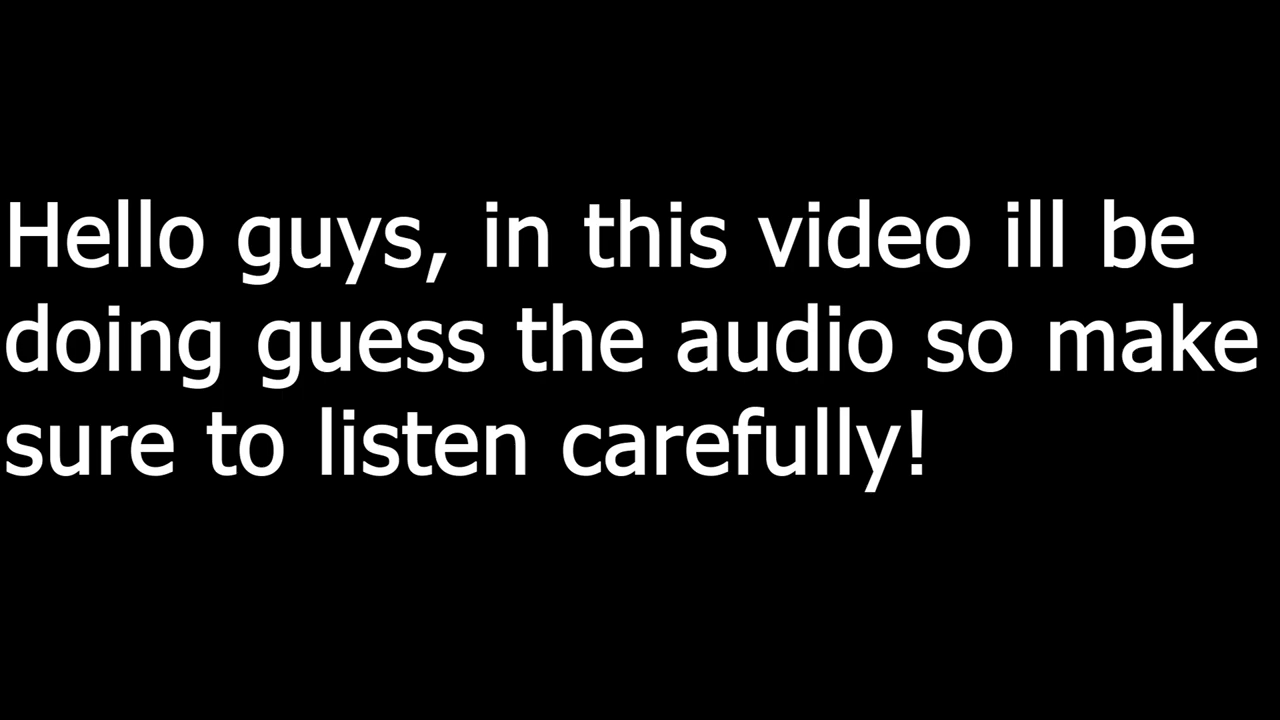 Hello guys, in this video ill be
doing guess the audio so make
sure to listen carefully!